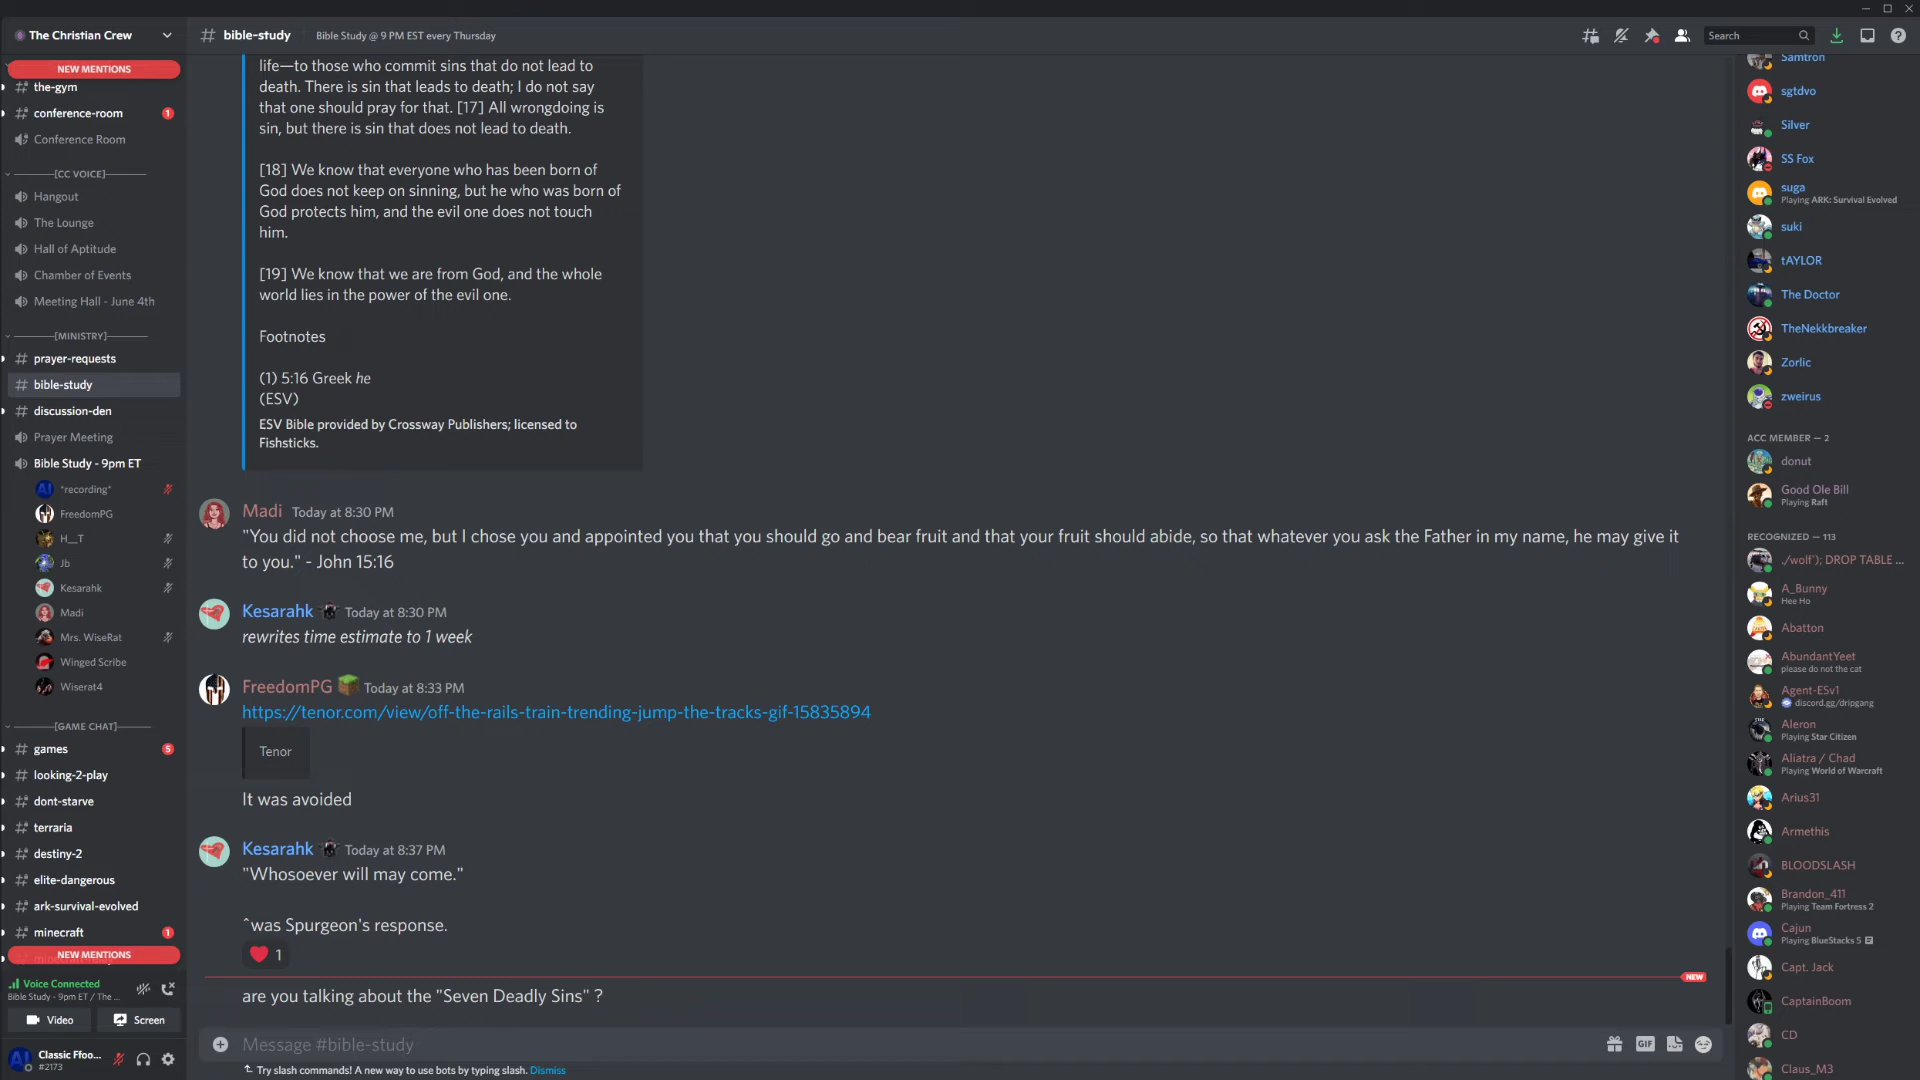 The Christian Crew
NEW MENTIONS
the-gym
conference-room
1
Conference Room
[CC VOICE]
Hangout
The Lounge
Hall of Aptitude
Chamber of Events
Meeting Hall - June 4th
[MINISTRY]
prayer-requests
bible-study
discussion-den
Prayer Meeting
Bible Study - 9pm ET
*recording*
FreedomPG
H__T
Jb
Kesarahk
Madi
Mrs. WiseRat
Winged Scribe
Wiserat4
[GAME CHAT]
games
5
looking-2-play
dont-starve
terraria
destiny-2
elite-dangerous
ark-survival-evolved
minecraft
1
NEW MENTIONS
Voice Connected
Bible Study - 9pm ET / The ...
Video
Screen
Classic Ffoo...
#2173
bible-study
Bible Study @ 9 PM EST every Thursday
Search
life—to those who commit sins that do not lead to
death. There is sin that leads to death; I do not say
that one should pray for that. [17] All wrongdoing is
sin, but there is sin that does not lead to death.
[18] We know that everyone who has been born of
God does not keep on sinning, but he who was born of
God protects him, and the evil one does not touch
him.
[19] We know that we are from God, and the whole
world lies in the power of the evil one.
Footnotes
(1) 5:16 Greek he
(ESV)
ESV Bible provided by Crossway Publishers; licensed to
Fishsticks.
Madi Today at 8:30 PM
"You did not choose me, but I chose you and appointed you that you should go and bear fruit and that your fruit should abide, so that whatever you ask the Father in my name, he may give it
to you." - John 15:16
Kesarahk Today at 8:30 PM
rewrites time estimate to 1 week
FreedomPG Today at 8:33 PM
https://tenor.com/view/off-the-rails-train-trending-jump-the-tracks-gif-15835894
Tenor
It was avoided
Kesarahk Today at 8:37 PM
"Whosoever will may come."
^was Spurgeon's response.
1
NEW
are you talking about the "Seven Deadly Sins" ?
Message #bible-study
GIF
Try slash commands! A new way to use bots by typing slash. Dismiss
Samtron
sgtdvo
Silver
SS Fox
suga
Playing ARK: Survival Evolved
suki
tAYLOR
The Doctor
TheNekkbreaker
Zorlic
zweirus
ACC MEMBER — 2
donut
Good Ole Bill
Playing Raft
RECOGNIZED — 113
./wolf'); DROP TABLE ...
A_Bunny
Hee Ho
Abatton
AbundantYeet
please do not the cat
Agent-ESv1
discord.gg/dripgang
Aleron
Playing Star Citizen
Aliatra / Chad
Playing World of Warcraft
Arius31
Armethis
BLOODSLASH
Brandon_411
Playing Team Fortress 2
Cajun
Playing BlueStacks 5
Capt. Jack
CaptainBoom
CD
Claus_M3